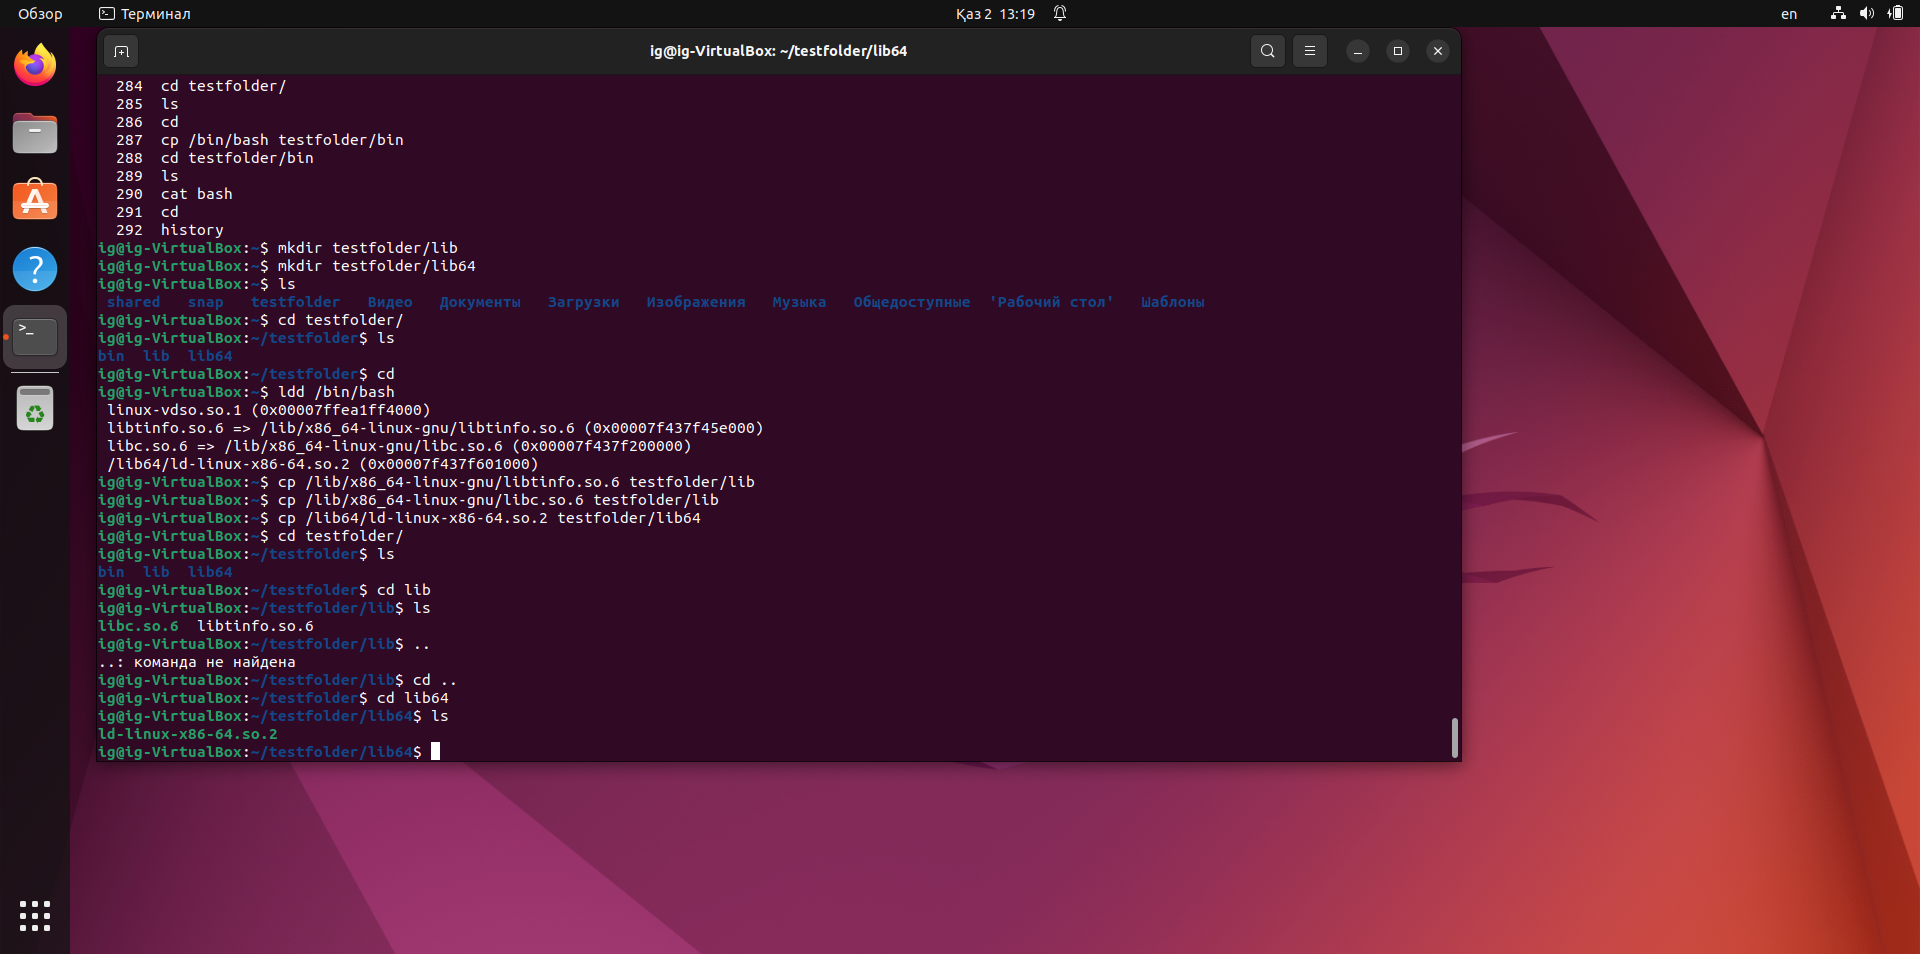 Обзор
Терминал
Қаз 2 13:19
en
ig@ig-VirtualBox: ~/testfolder/lib64
284 cd testfolder/
285 ls
286 cd
287 cp /bin/bash testfolder/bin
288 cd testfolder/bin
289 ls
290 cat bash
291 cd
292 history
ig@ig-VirtualBox:~$ mkdir testfolder/lib
ig@ig-VirtualBox:~$ mkdir testfolder/lib64
ig@ig-VirtualBox:~$ ls
shared snap testfolder Видео Документы Загрузки Изображения Музыка Общедоступные 'Рабочий стол' Шаблоны
ig@ig-VirtualBox:~$ cd testfolder/
ig@ig-VirtualBox:~/testfolder$ ls
bin lib lib64
ig@ig-VirtualBox:~/testfolder$ cd
ig@ig-VirtualBox:~$ ldd /bin/bash
linux-vdso.so.1 (0x00007ffea1ff4000)
libtinfo.so.6 => /lib/x86_64-linux-gnu/libtinfo.so.6 (0x00007f437f45e000)
libc.so.6 => /lib/x86_64-linux-gnu/libc.so.6 (0x00007f437f200000)
/lib64/ld-linux-x86-64.so.2 (0x00007f437f601000)
ig@ig-VirtualBox:~$ cp /lib/x86_64-linux-gnu/libtinfo.so.6 testfolder/lib
ig@ig-VirtualBox:~$ cp /lib/x86_64-linux-gnu/libc.so.6 testfolder/lib
ig@ig-VirtualBox:~$ cp /lib64/ld-linux-x86-64.so.2 testfolder/lib64
ig@ig-VirtualBox:~$ cd testfolder/
ig@ig-VirtualBox:~/testfolder$ ls
bin lib lib64
ig@ig-VirtualBox:~/testfolder$ cd lib
ig@ig-VirtualBox:~/testfolder/lib$ ls
libc.so.6 libtinfo.so.6
ig@ig-VirtualBox:~/testfolder/lib$ ..
..: команда не найдена
ig@ig-VirtualBox:~/testfolder/lib$ cd ..
ig@ig-VirtualBox:~/testfolder$ cd lib64
ig@ig-VirtualBox:~/testfolder/lib64$ ls
ld-linux-x86-64.so.2
ig@ig-VirtualBox:~/testfolder/lib64$